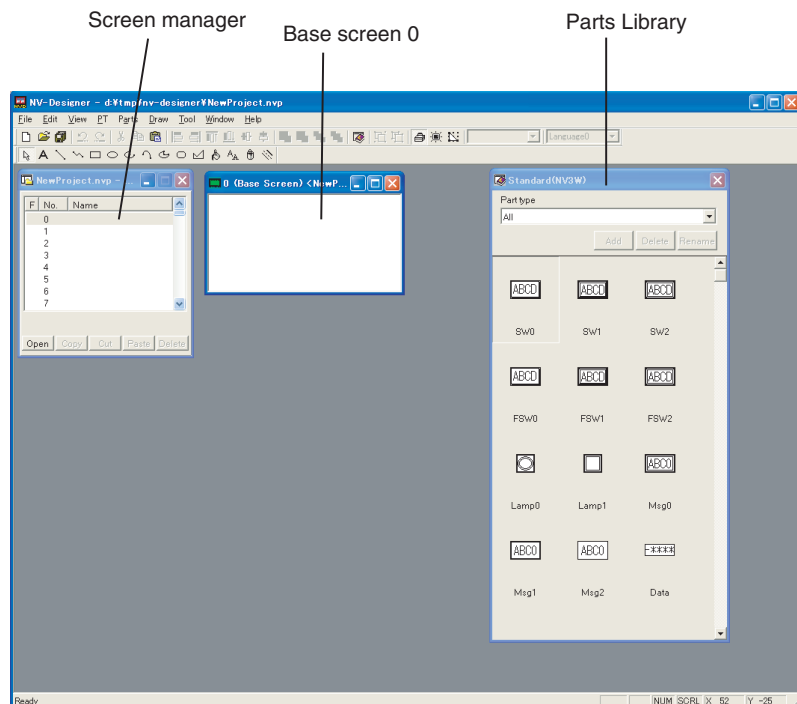 Screen manager
Base screen 0
Parts Library
NV-Designer - d:¥tmp¥nv-designer¥NewProject.nvp
File Edit View PT Parts Draw Tool Window Help
Language0
NewProject.nvp - ...
F No. Name
0
1
2
3
4
5
6
7
Open Copy Cut Paste Delete
0 (Base Screen) <NewP...
Standard(NV3W)
Part type
All
Add Delete Rename
ABCD ABCD ABCD
SW0 SW1 SW2
ABCD ABCD ABCD
FSW0 FSW1 FSW2
ABCD
Lamp0 Lamp1 Msg0
ABCD ABCD -****
Msg1 Msg2 Data
Ready
NUM SCRL X 52 Y -25